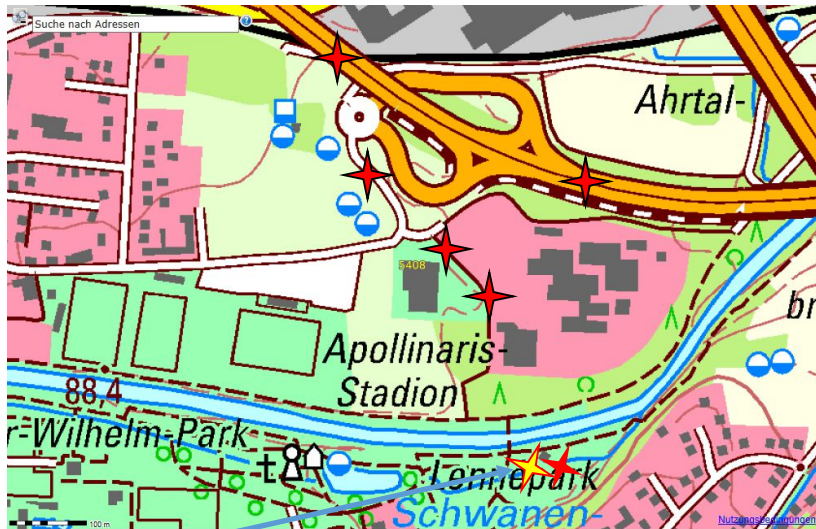 Suche nach Adressen
?
Ahrtal-
5408
br
Apollinaris-
Stadion
88,4
r-Wilhelm-Park
Lennepark
Schwanen-
100 m
Nutzungsbedingungen